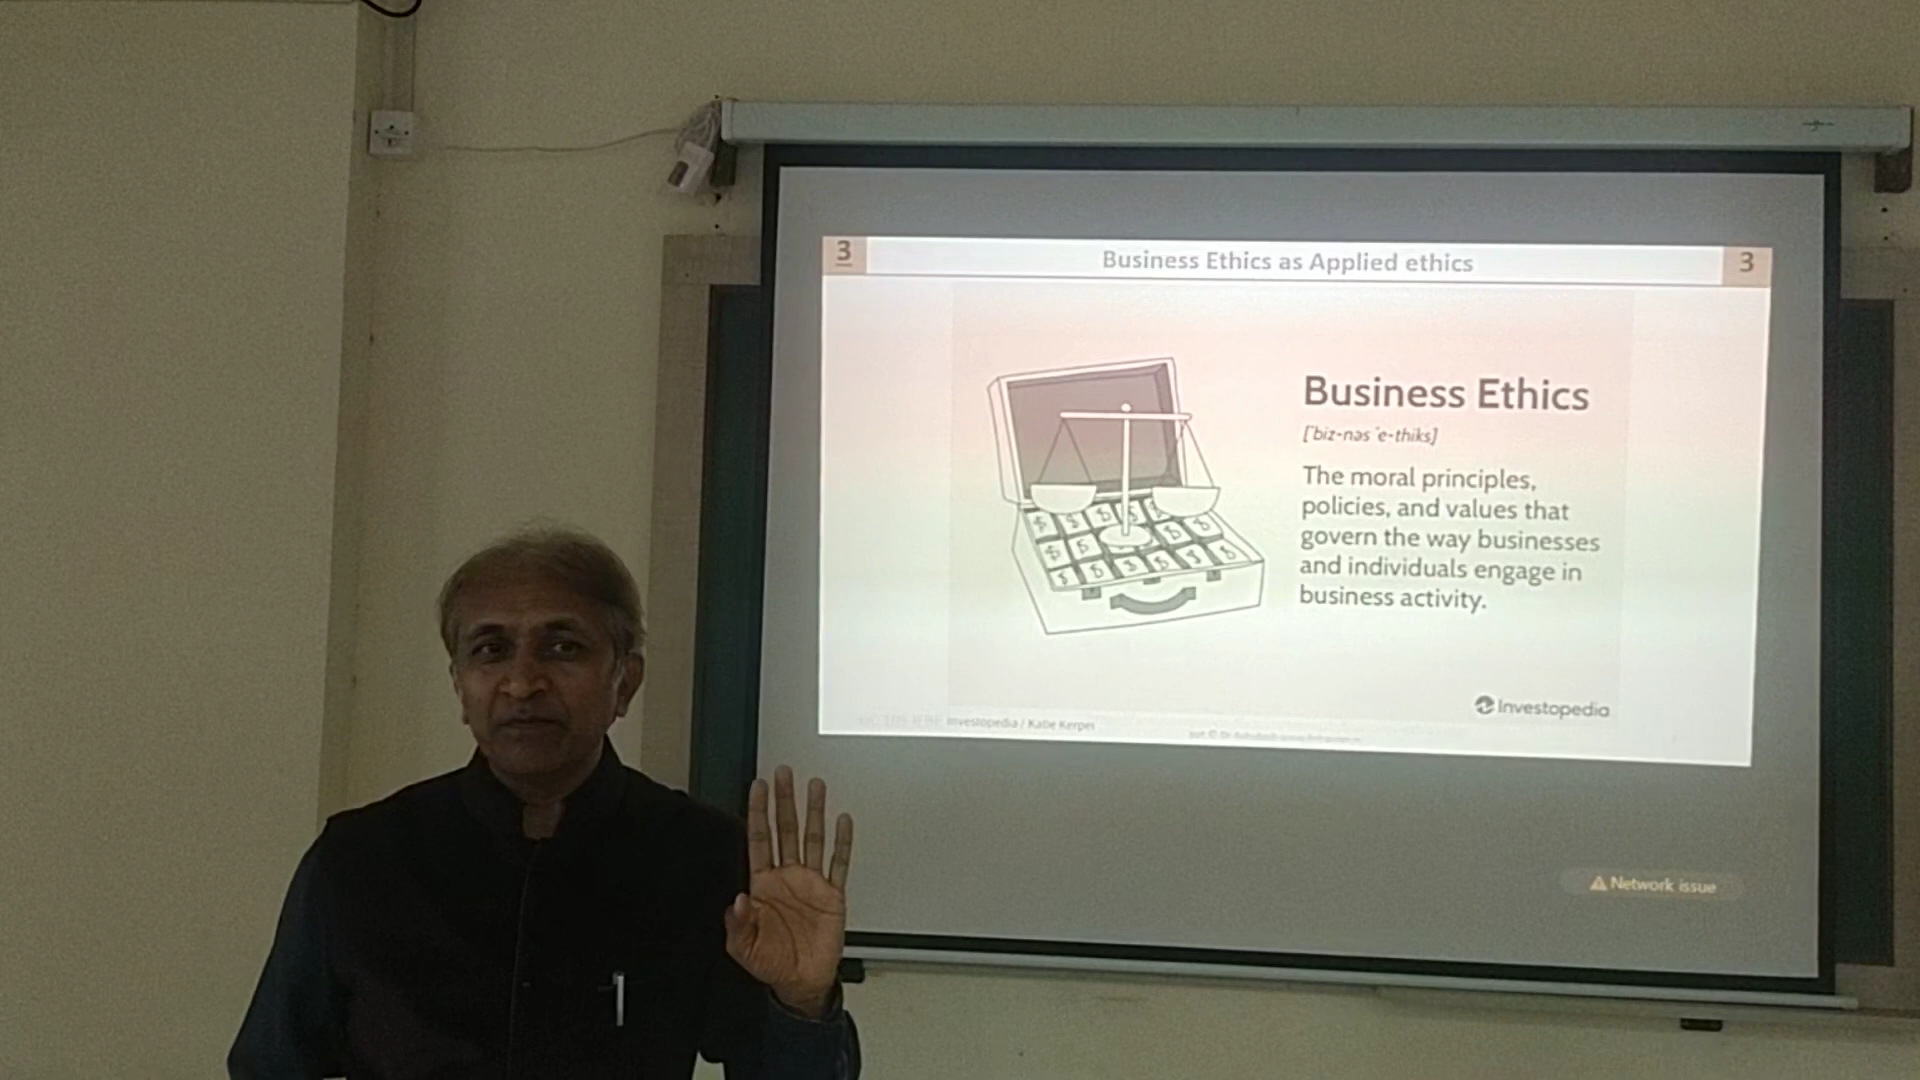 3 Business Ethics as Applied ethics 3
Business Ethics
['biz-nəs 'e-thiks]
The moral principles,
policies, and values that
govern the way businesses
and individuals engage in
business activity.
Investopedia
Investopedia / Katie Kerpel
Network issue